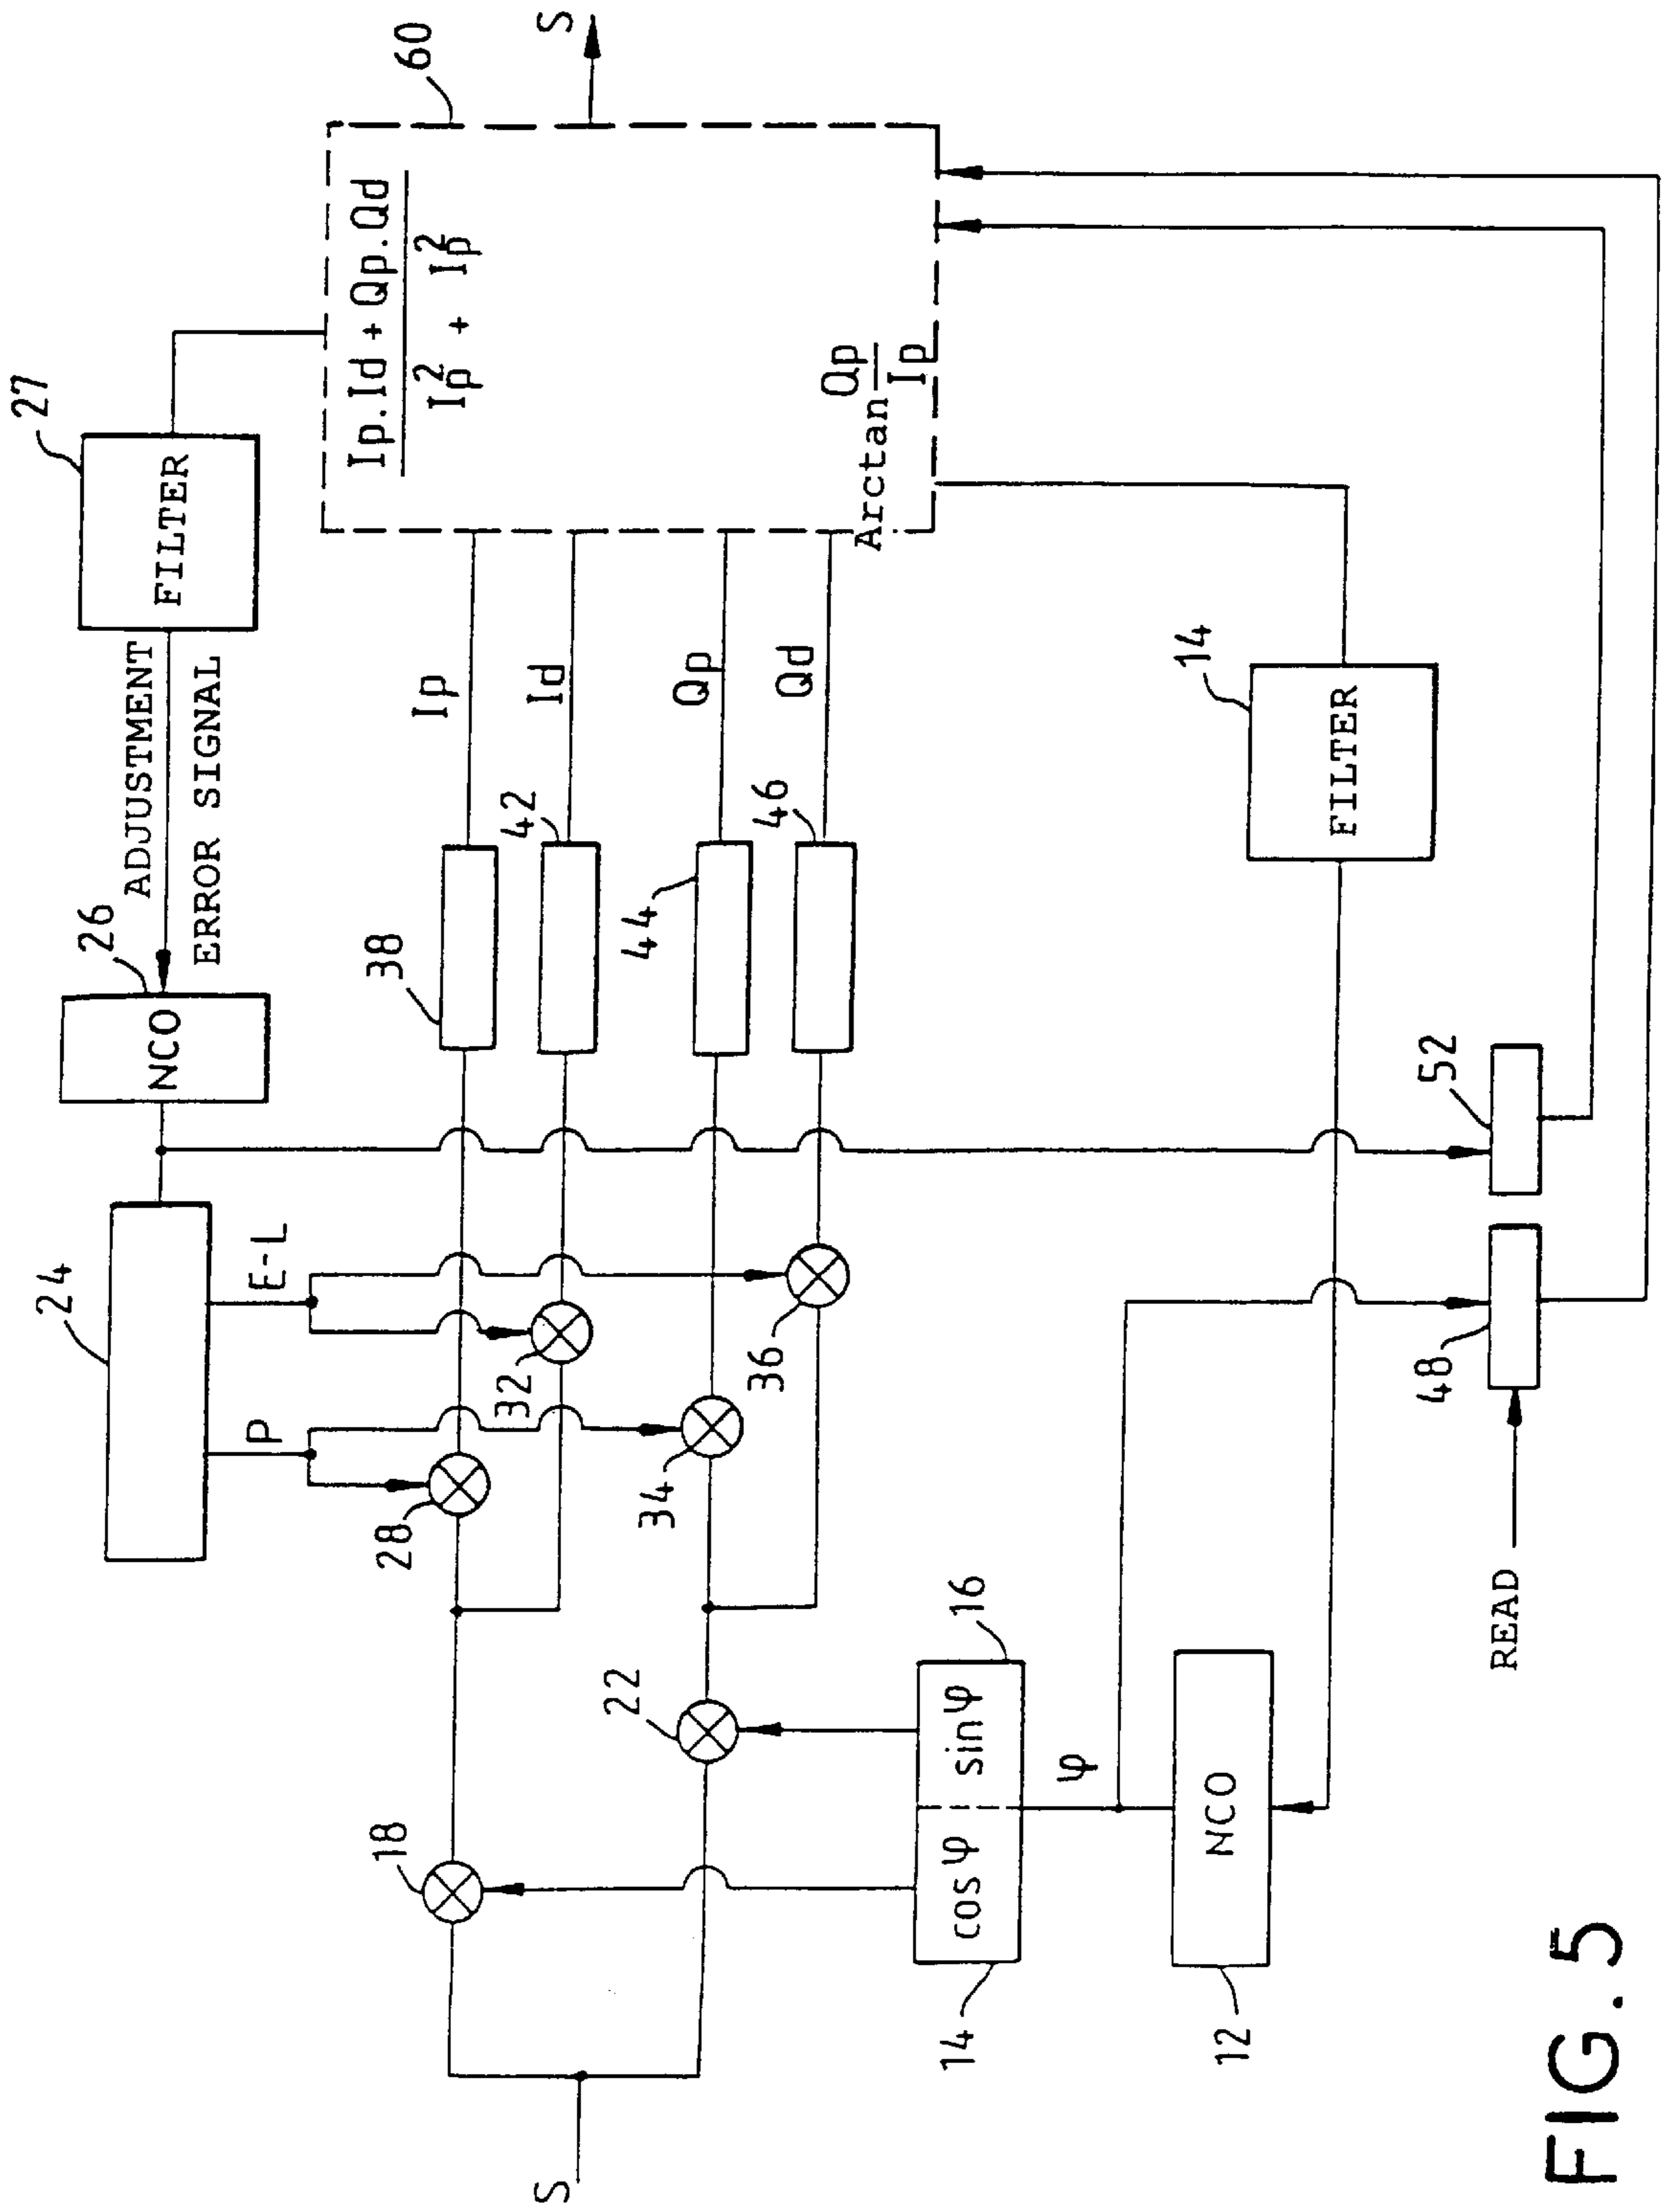 27
FILTER
ADJUSTMENT
ERROR SIGNAL
26
NCO
24
E-L
P
60
S
Ip.Id + Qp.Qd
Ip² + Ip²
Arctan Qp
Ip
38
Ip
42
Id
44
Qp
46
Qd
28
32
34
36
18
22
S
cosφ
sinφ
14
16
φ
NCO
12
14
FILTER
52
48
READ
FIG. 5